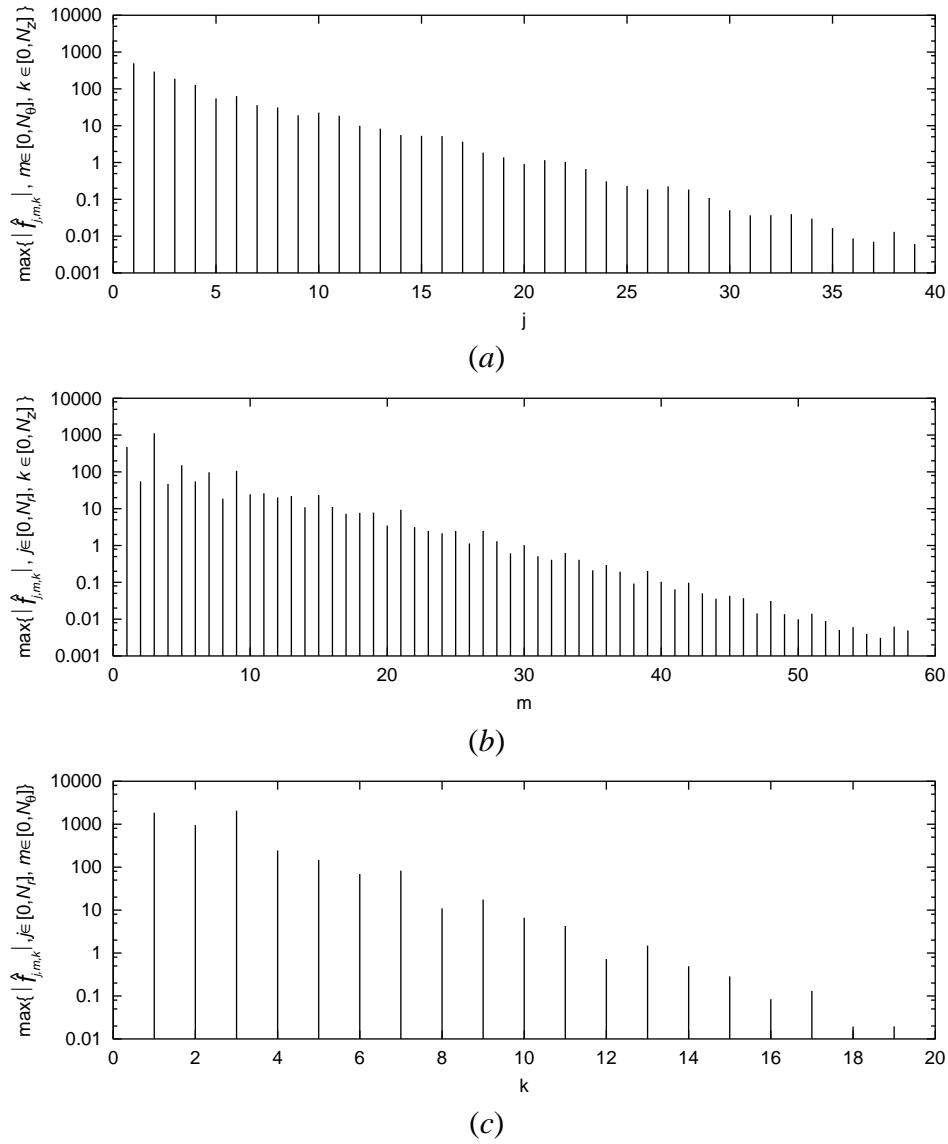 max{ | f̂j,m,k | , m∈[0,Nθ], k∈[0,Nz] }
10000
1000
100
10
1
0.1
0.01
0.001
0 5 10 15 20 25 30 35 40
j
(a)
max{ | f̂j,m,k | , j∈[0,Nr], k∈[0,Nz] }
10000
1000
100
10
1
0.1
0.01
0.001
0 10 20 30 40 50 60
m
(b)
max{ | f̂j,m,k | ,j∈[0,Nr], m∈[0,Nθ]}
10000
1000
100
10
1
0.1
0.01
0 2 4 6 8 10 12 14 16 18 20
k
(c)